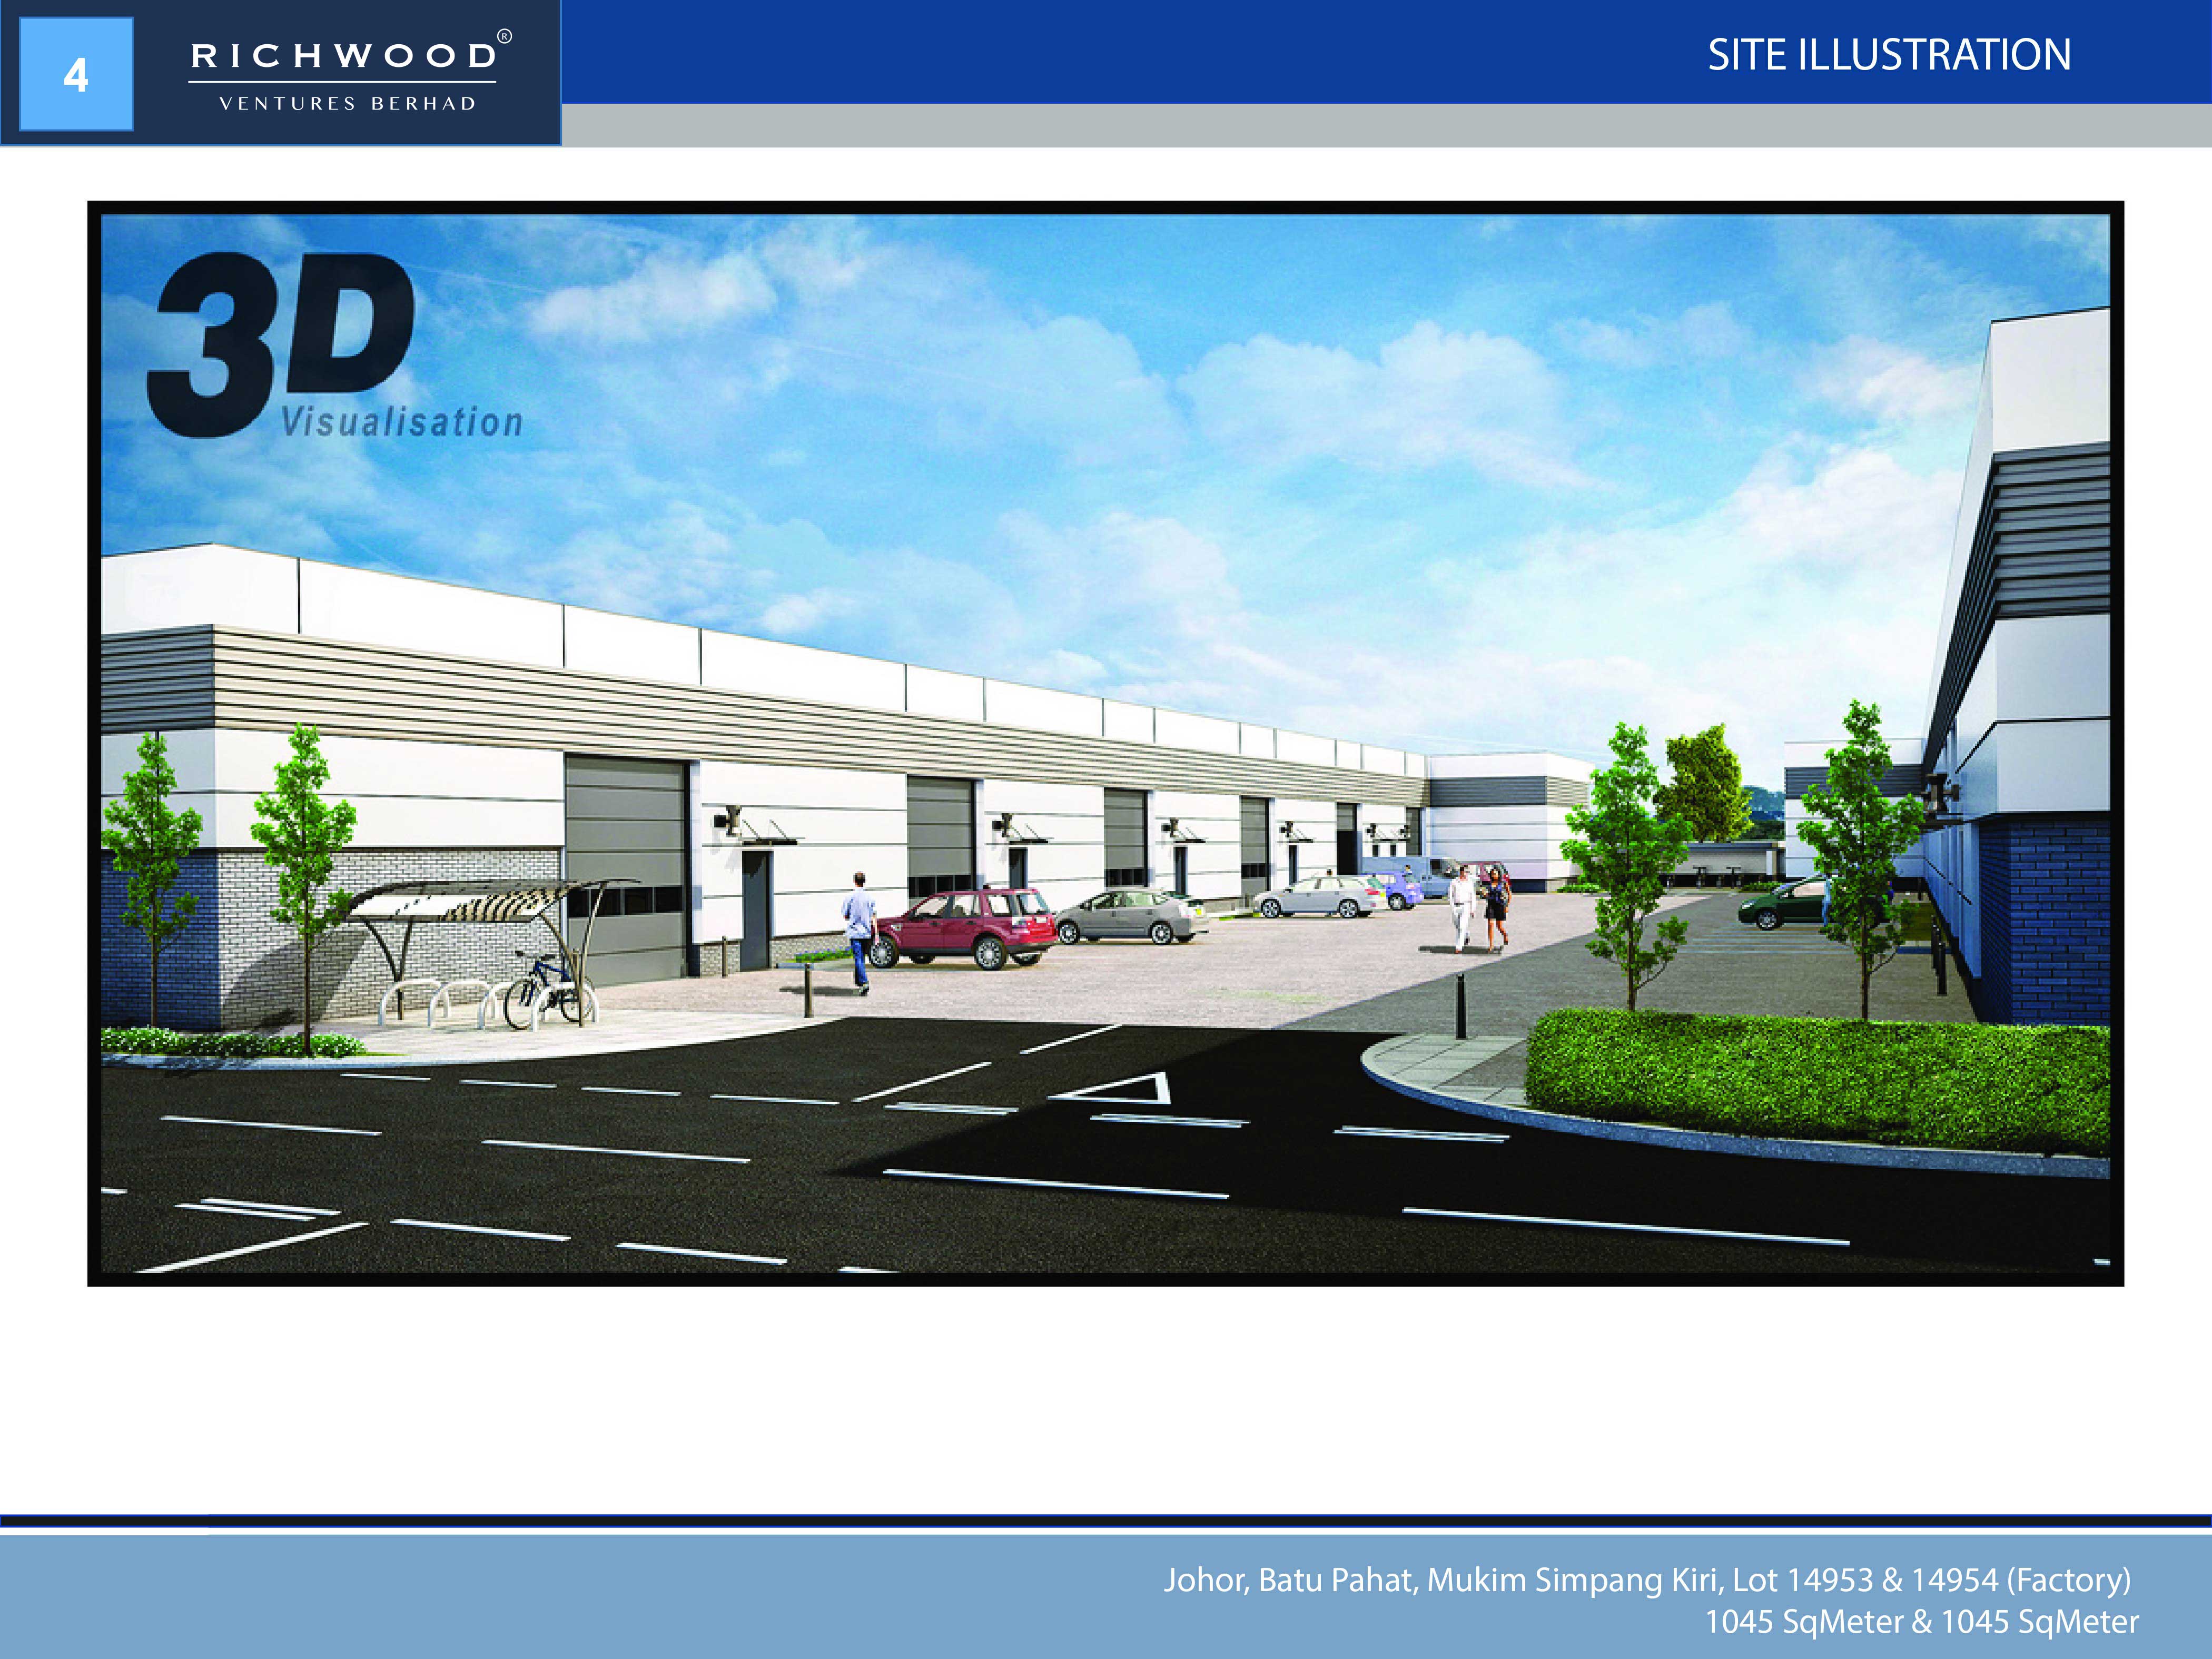 4
RICHWOOD®
VENTURES BERHAD
SITE ILLUSTRATION
3D
Visualisation
Johor, Batu Pahat, Mukim Simpang Kiri, Lot 14953 & 14954 (Factory)
1045 SqMeter & 1045 SqMeter